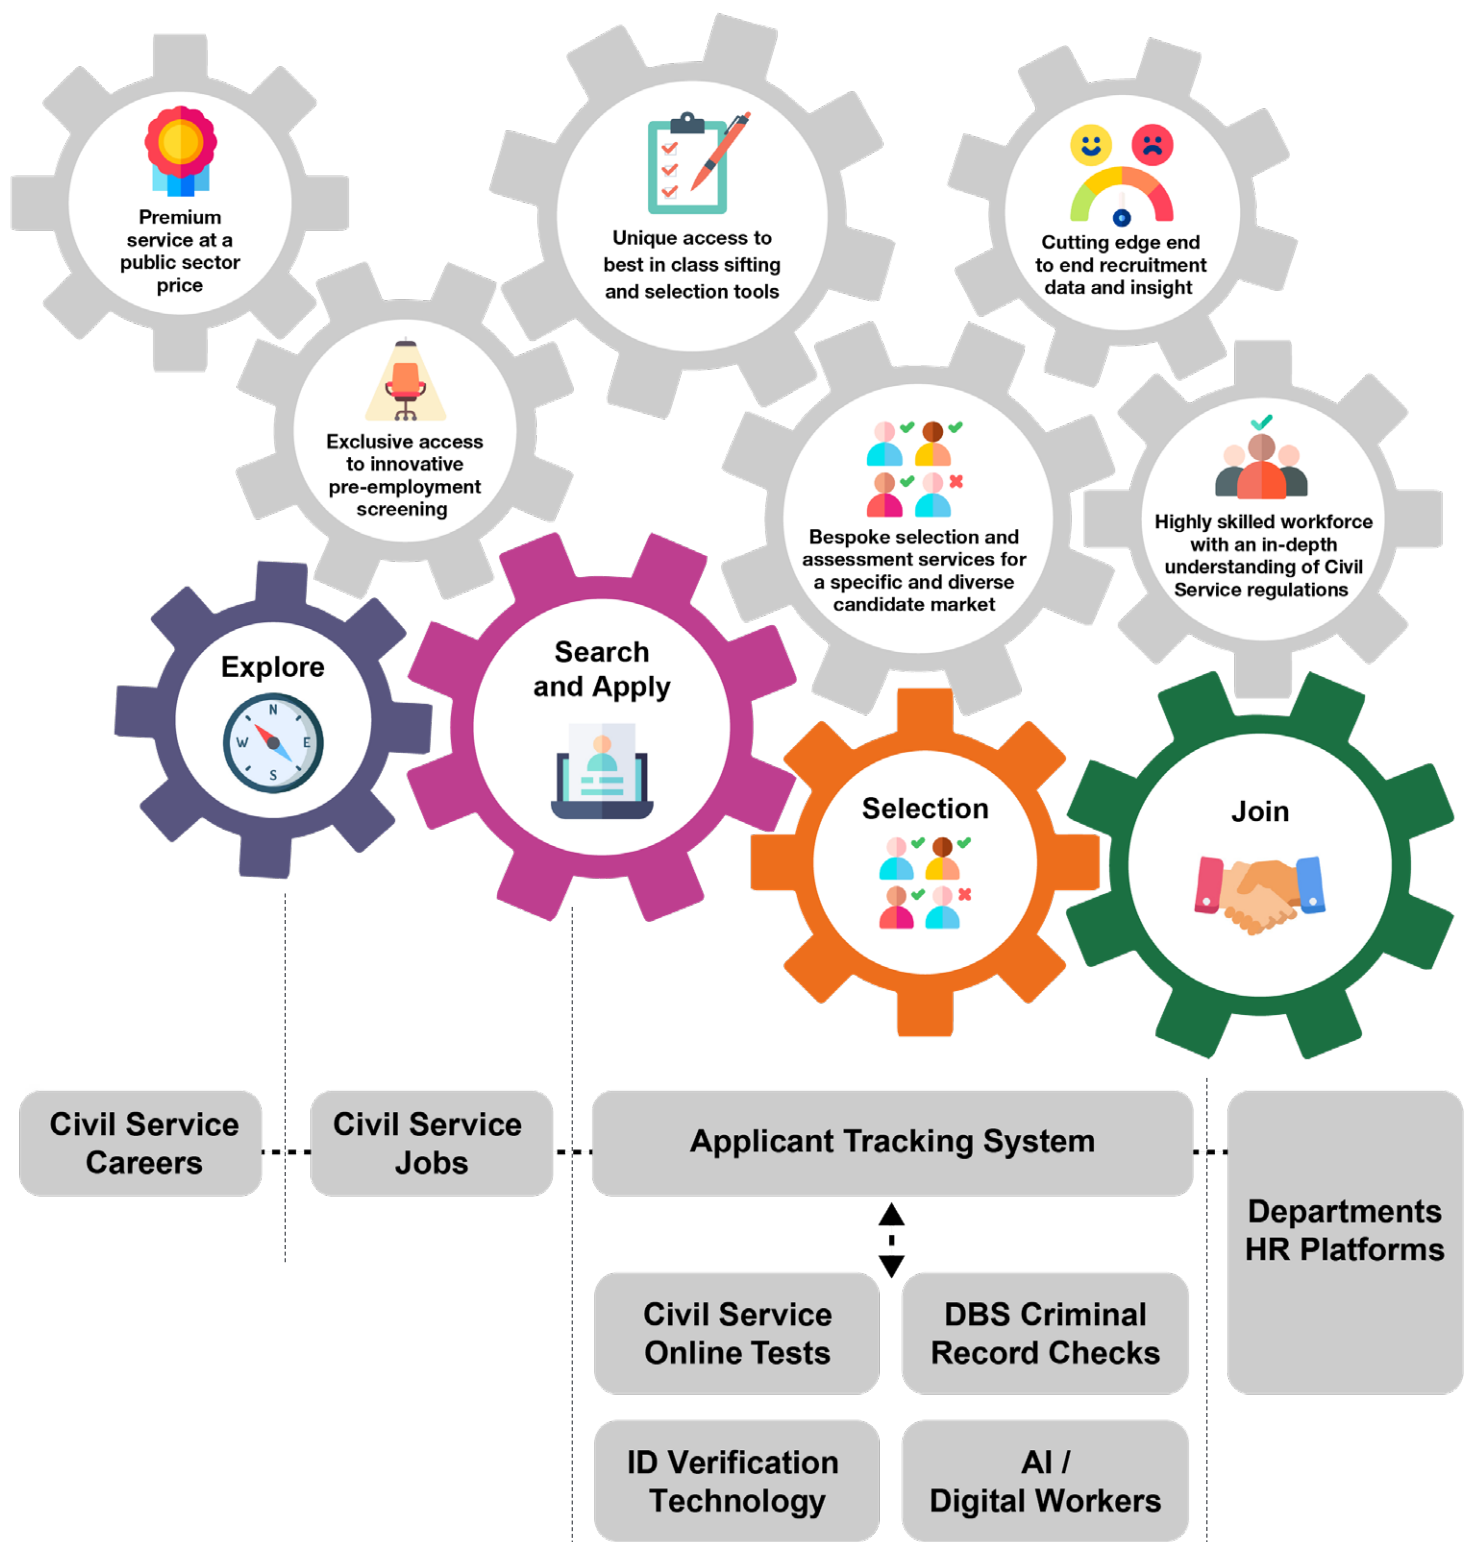 Premium
service at a
public sector
price
Unique access to
best in class sifting
and selection tools
Cutting edge end
to end recruitment
data and insight
Exclusive access
to innovative
pre-employment
screening
Bespoke selection and
assessment services for
a specific and diverse
candidate market
Highly skilled workforce
with an in-depth
understanding of Civil
Service regulations
Explore
N
W E
S
Search
and Apply
Selection
Join
Civil Service
Careers
Civil Service
Jobs
Applicant Tracking System
Departments
HR Platforms
Civil Service
Online Tests
DBS Criminal
Record Checks
ID Verification
Technology
AI /
Digital Workers